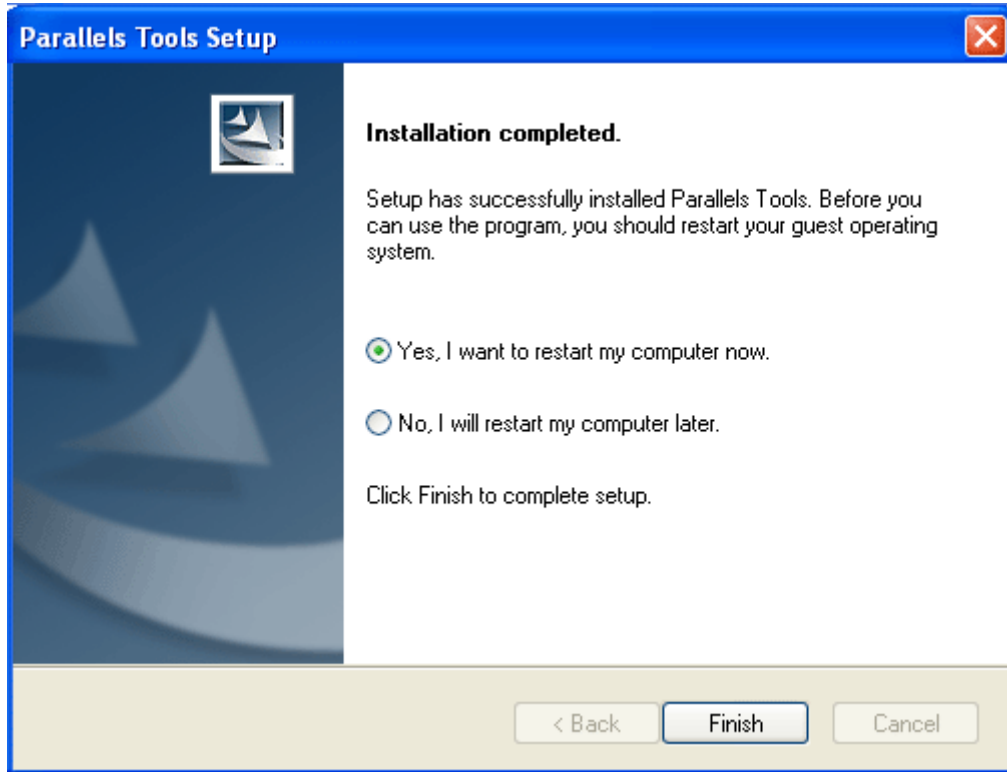 Parallels Tools Setup
Installation completed.
Setup has successfully installed Parallels Tools. Before you
can use the program, you should restart your guest operating
system.
Yes, I want to restart my computer now.
No, I will restart my computer later.
Click Finish to complete setup.
< Back Finish Cancel